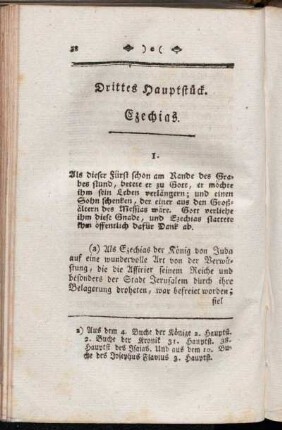 38 ) o (
Drittes Hauptstück.
Ezechias.
1.
Als dieser Fürst schon am Rande des Gra-
bes stund, betete er zu Gott, er möchte
ihm sein Leben verlängern; und einen
Sohn schenken, der einer aus den Groß-
ältern des Messias wäre. Gott verliehe
ihm diese Gnade, und Ezechias stattete
ihm öffentlich dafür Dank ab.
(a) Als Ezechias der König von Juda
auf eine wundervolle Art von der Verwü-
stung, die die Assirier seinem Reiche und
besonders der Stadt Jerusalem durch ihre
Belagerung droheten, war befreiet worden;
fiel
a) Aus dem 4. Buche der Könige 2. Hauptst.
2. Buche der Kronik 31. Hauptst. 38.
Hauptst. des Isaias. Und aus dem 10. Bu-
che des Josephus Flavius 3. Hauptst.